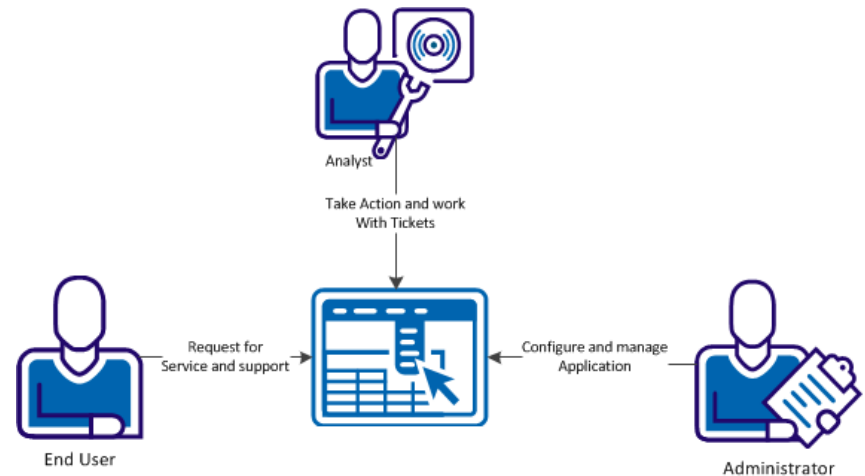 Analyst
Take Action and work
With Tickets
Request for
Service and support
Configure and manage
Application
End User
Administrator